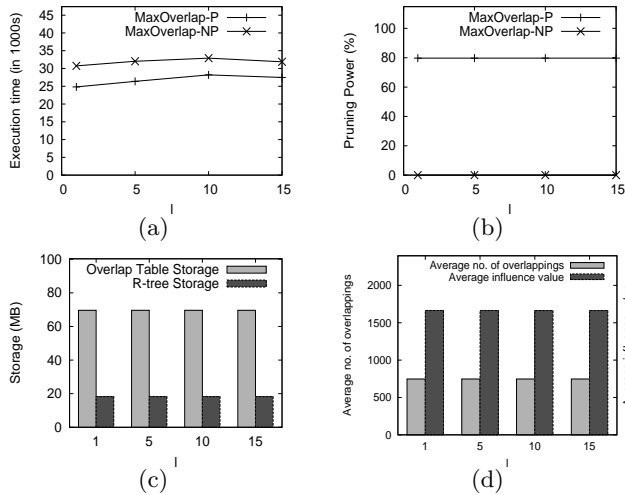 MaxOverlap-P
MaxOverlap-NP
45
40
35
30
25
20
15
10
5
0
0 5 10 15
Execution time (in 1000s)
l
(a)
MaxOverlap-P
MaxOverlap-NP
100
80
60
40
20
0
0 5 10 15
Pruning Power (%)
l
(b)
Overlap Table Storage
R-tree Storage
100
80
60
40
20
0
1 5 10 15
Storage (MB)
l
(c)
Average no. of overlappings
Average influence value
2000
1500
1000
500
0
1 5 10 15
Average no. of overlappings
l
(d)